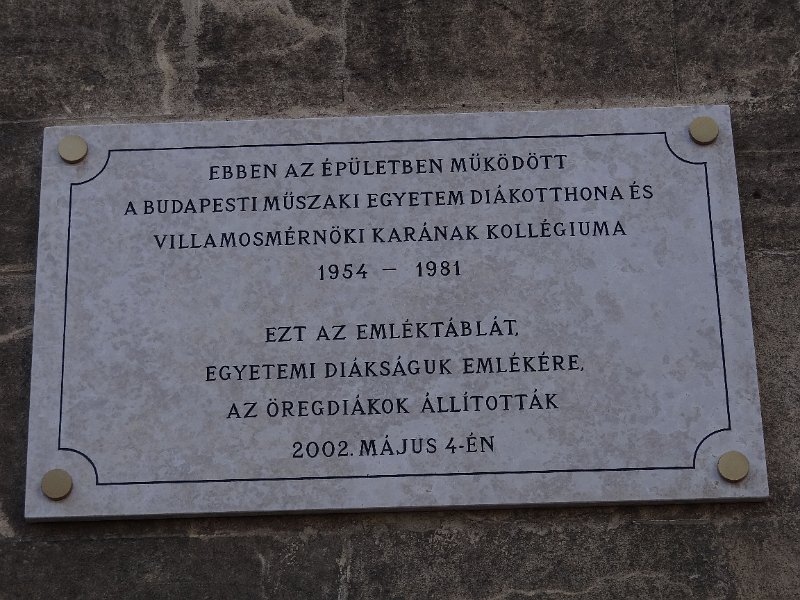 EBBEN AZ ÉPÜLETBEN MŰKÖDÖTT
A BUDAPESTI MŰSZAKI EGYETEM DIÁKOTTHONA ÉS
VILLAMOSMÉRNÖKI KARÁNAK KOLLÉGIUMA
1954 – 1981
EZT AZ EMLÉKTÁBLÁT,
EGYETEMI DIÁKSÁGUK EMLÉKÉRE,
AZ ÖREGDIÁKOK ÁLLÍTOTTÁK
2002. MÁJUS 4-ÉN